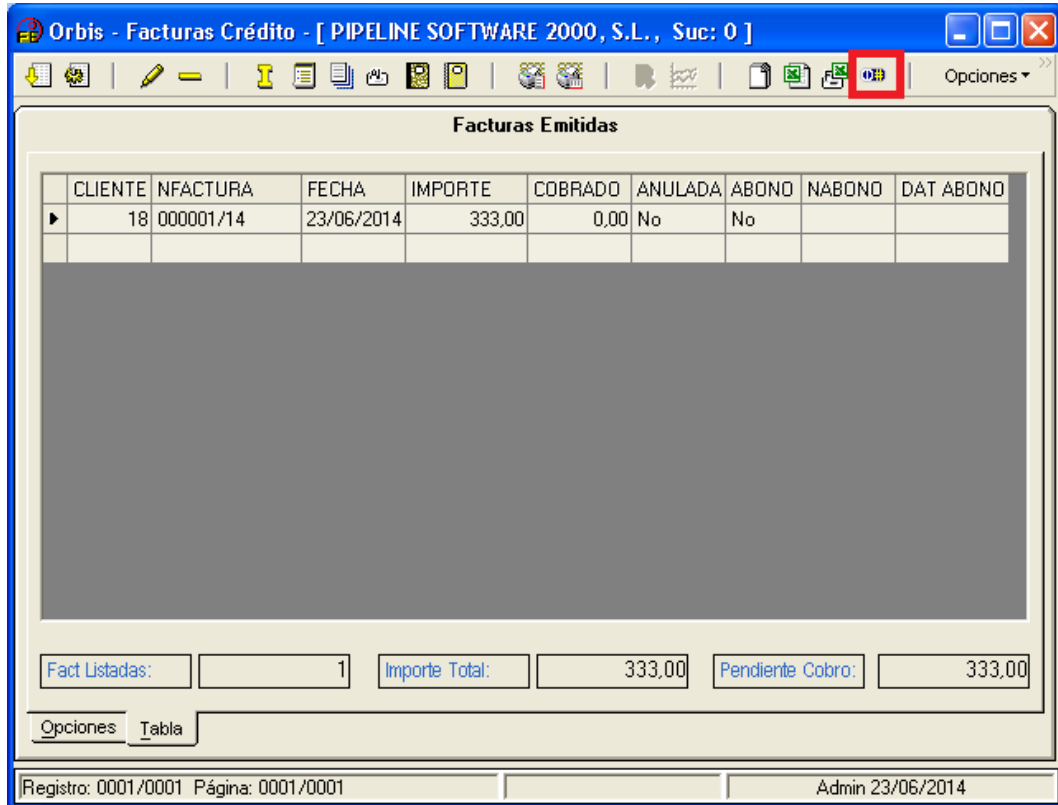 Orbis - Facturas Crédito - [ PIPELINE SOFTWARE 2000, S.L., Suc: 0 ]
Opciones
Facturas Emitidas
CLIENTE NFACTURA FECHA IMPORTE COBRADO ANULADA ABONO NABONO DAT ABONO
18 000001/14 23/06/2014 333,00 0,00 No No
Fact Listadas: 1 Importe Total: 333,00 Pendiente Cobro: 333,00
Opciones Tabla
Registro: 0001/0001 Página: 0001/0001 Admin 23/06/2014